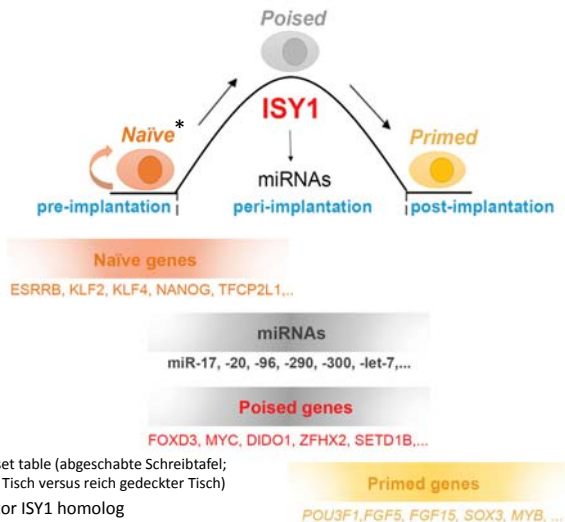 Poised
Naïve*
ISY1
Primed
miRNAs
pre-implantation
peri-implantation
post-implantation
Naïve genes
ESRRB, KLF2, KLF4, NANOG, TFCP2L1,..
miRNAs
miR-17, -20, -96, -290, -300, -let-7,...
Poised genes
FOXD3, MYC, DIDO1, ZFHX2, SETD1B,...
set table (abgeschabte Schreibtafel;
Tisch versus reich gedeckter Tisch)
or ISY1 homolog
Primed genes
POU3F1,FGF5, FGF15, SOX3, MYB, ...